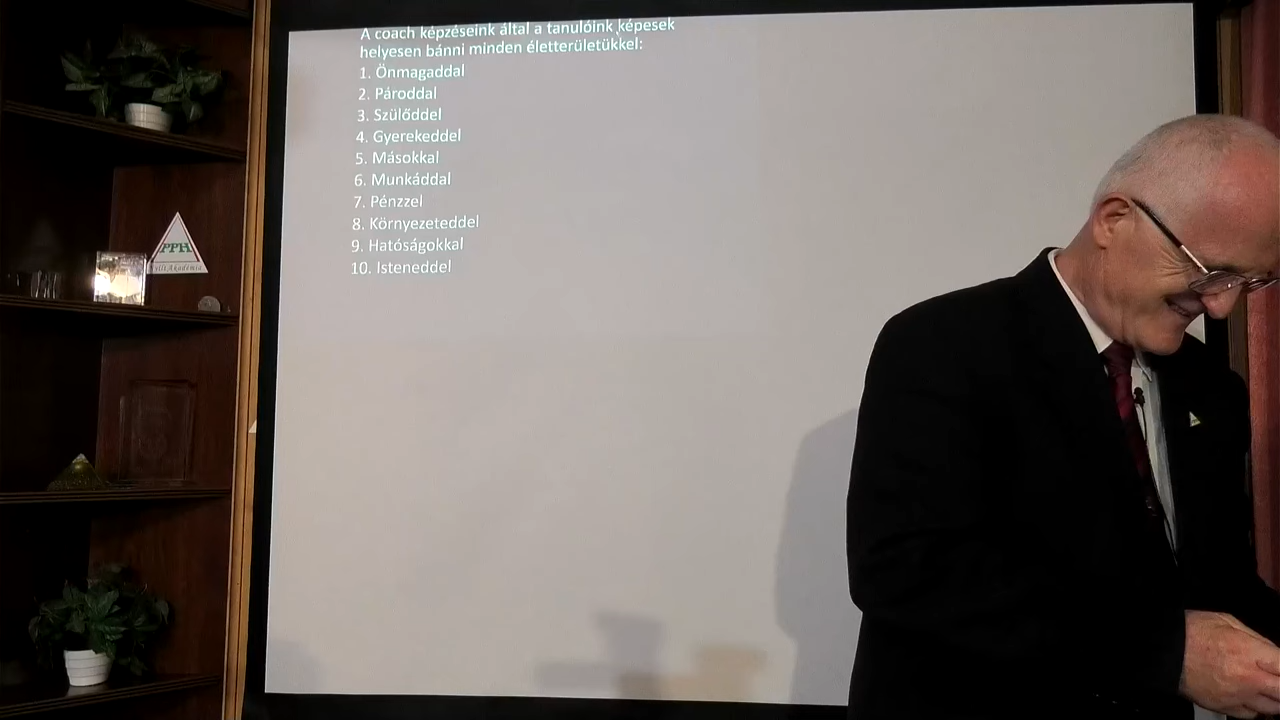 A coach képzéseink által a tanulóink képesek
helyesen bánni minden életterületükkel:
1. Önmagaddal
2. Pároddal
3. Szülőddel
4. Gyerekeddel
5. Másokkal
6. Munkáddal
7. Pénzzel
8. Környezeteddel
9. Hatóságokkal
10. Isteneddel
PPH
Akadémia